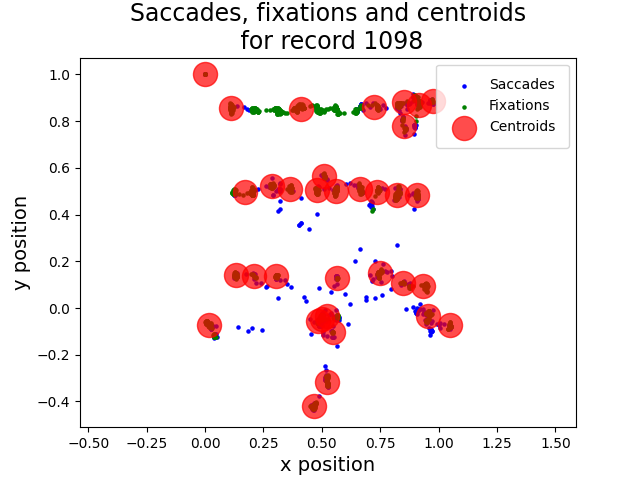 Saccades, fixations and centroids
for record 1098
Saccades
Fixations
Centroids
1.0
0.8
0.6
0.4
0.2
0.0
−0.2
−0.4
y position
−0.50 −0.25 0.00 0.25 0.50 0.75 1.00 1.25 1.50
x position